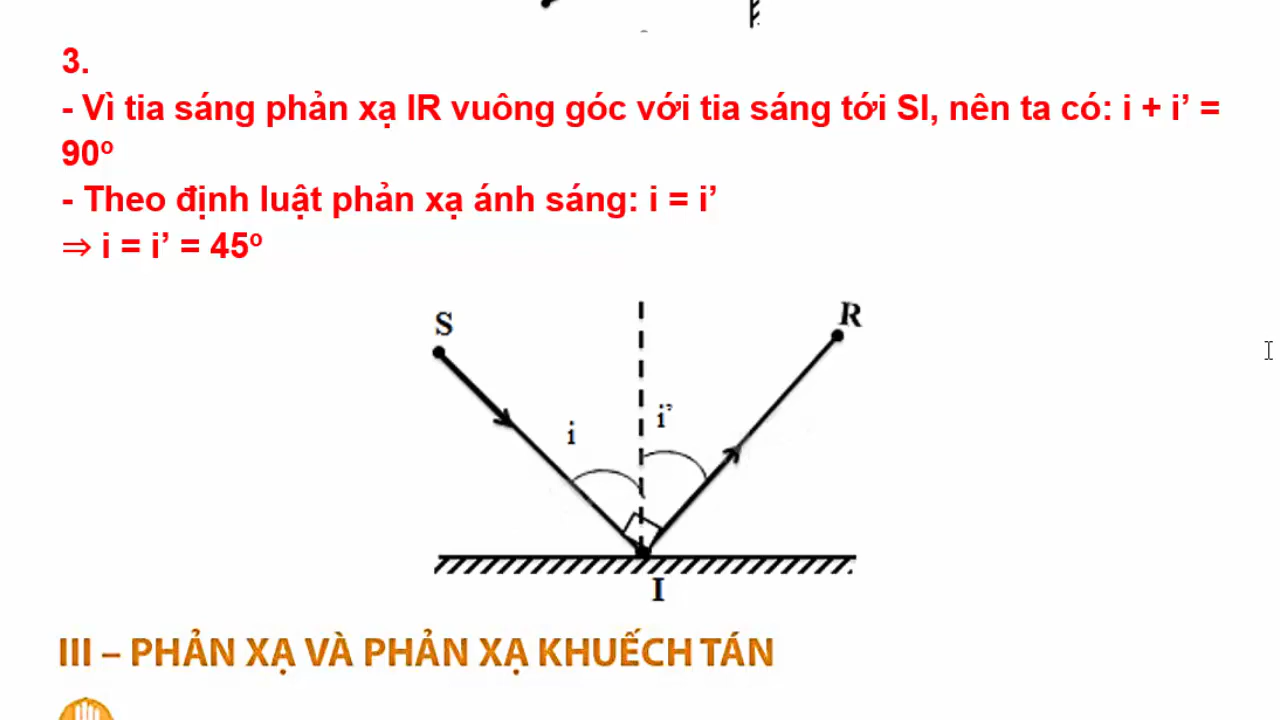 3.
- Vì tia sáng phản xạ IR vuông góc với tia sáng tới SI, nên ta có: i + i’ =
90º
- Theo định luật phản xạ ánh sáng: i = i’
⇒ i = i’ = 45º
S
R
i
i’
I
III – PHẢN XẠ VÀ PHẢN XẠ KHUẾCH TÁN